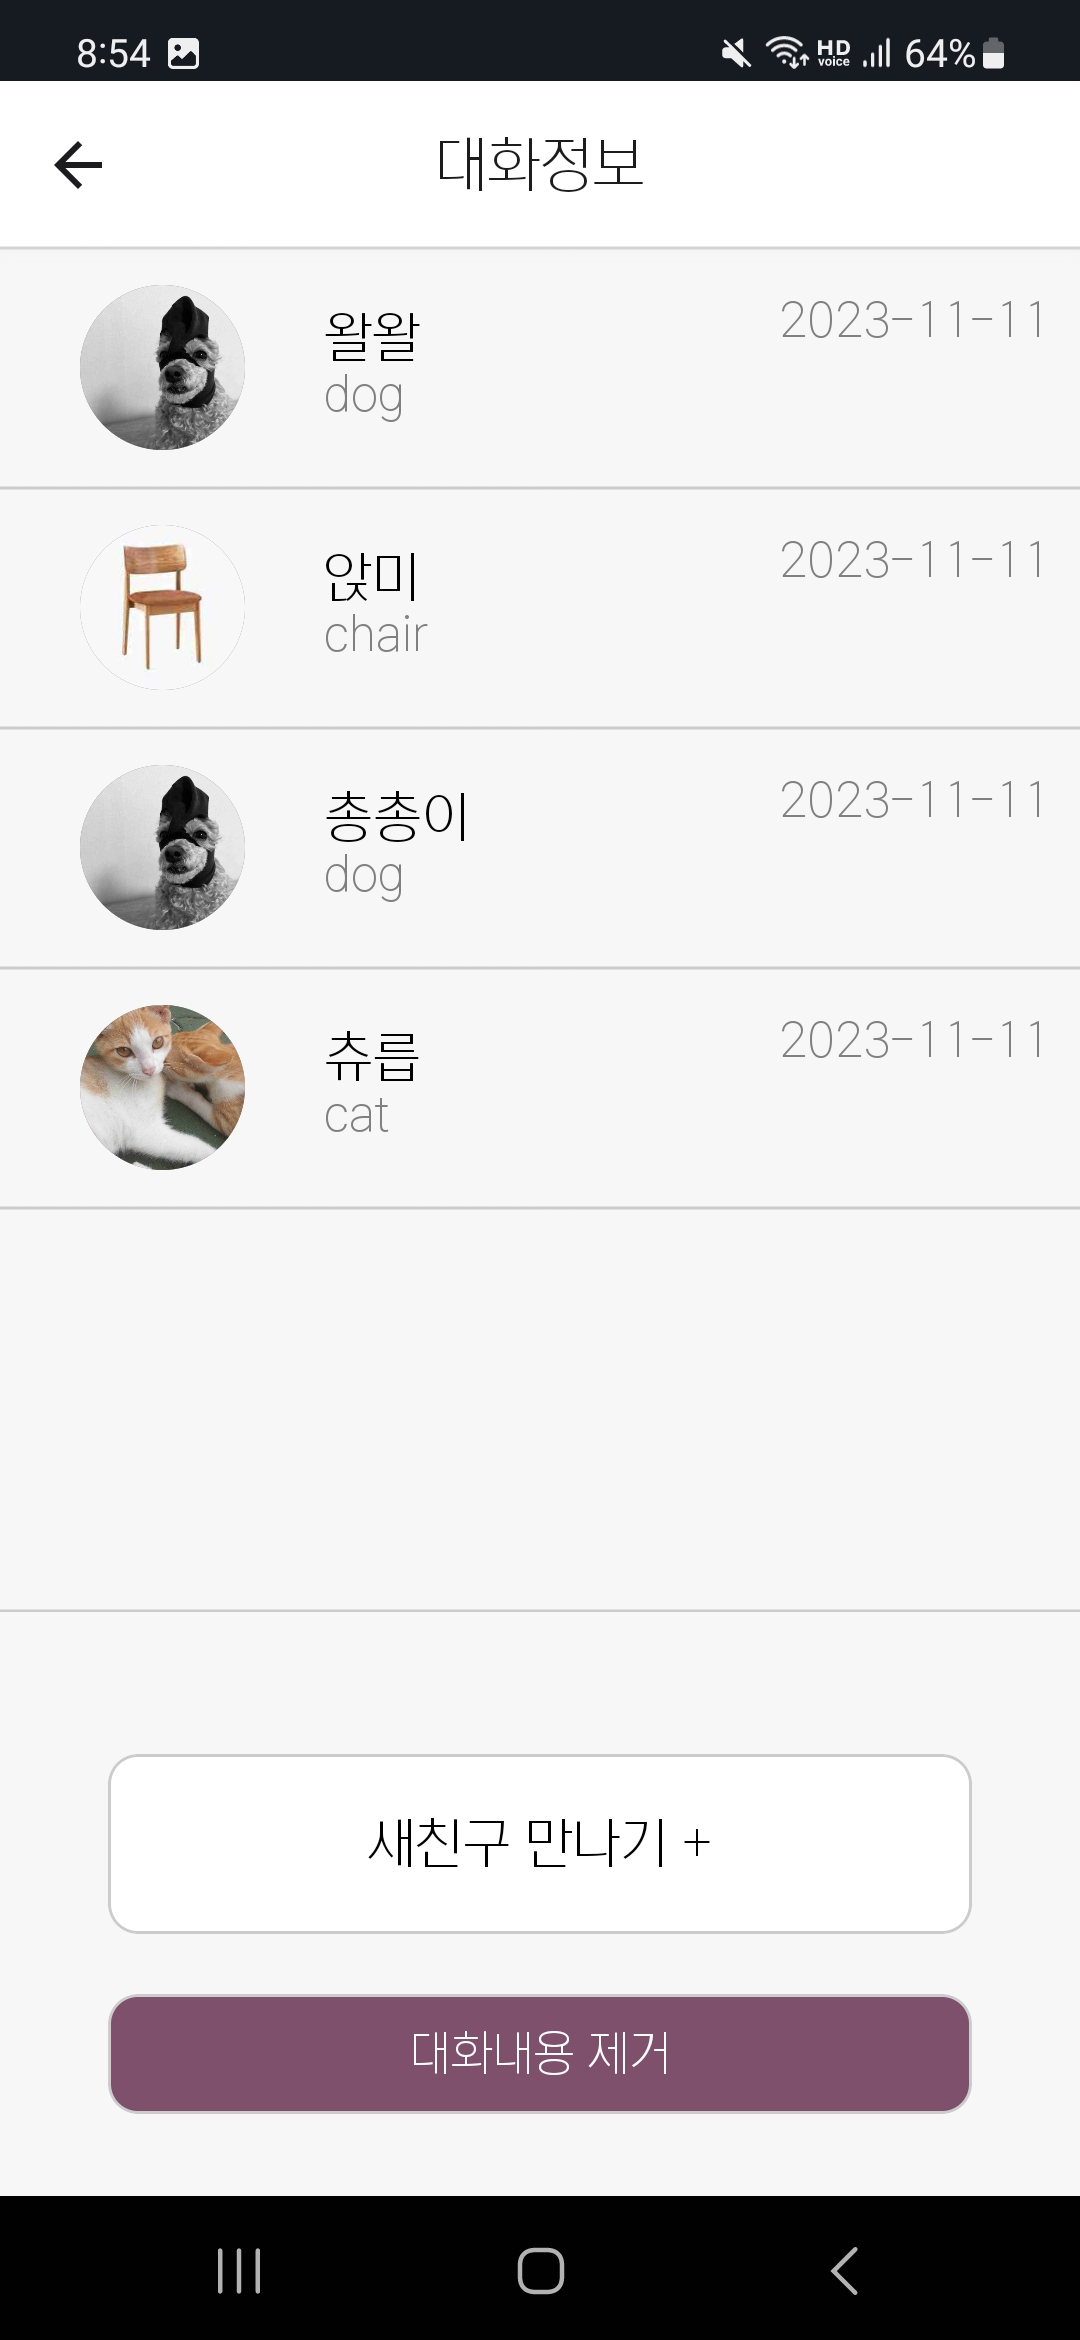 8:54 HD voice 64%
대화정보
왈왈 2023-11-11
dog
앉미 2023-11-11
chair
총총이 2023-11-11
dog
츄릅 2023-11-11
cat
새친구 만나기 +
대화내용 제거